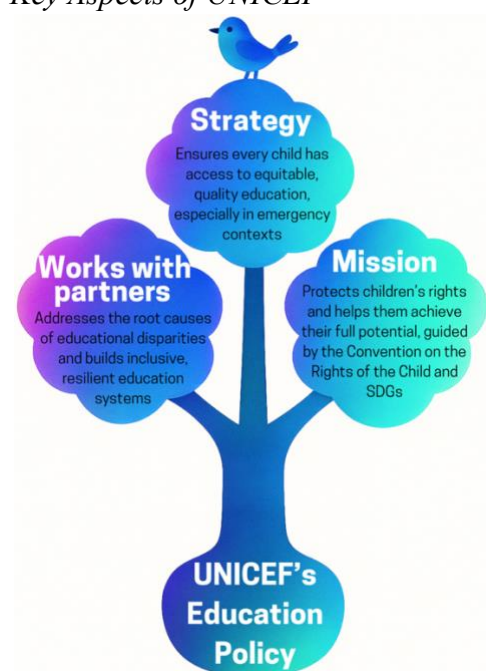 Key Aspects of UNICEF
Strategy
Ensures every child has
access to equitable,
quality education,
especially in emergency
contexts
Works with
partners
Addresses the root causes
of educational disparities
and builds inclusive,
resilient education
systems
Mission
Protects children's rights
and helps them achieve
their full potential, guided
by the Convention on the
Rights of the Child and
SDGs
UNICEF's
Education
Policy